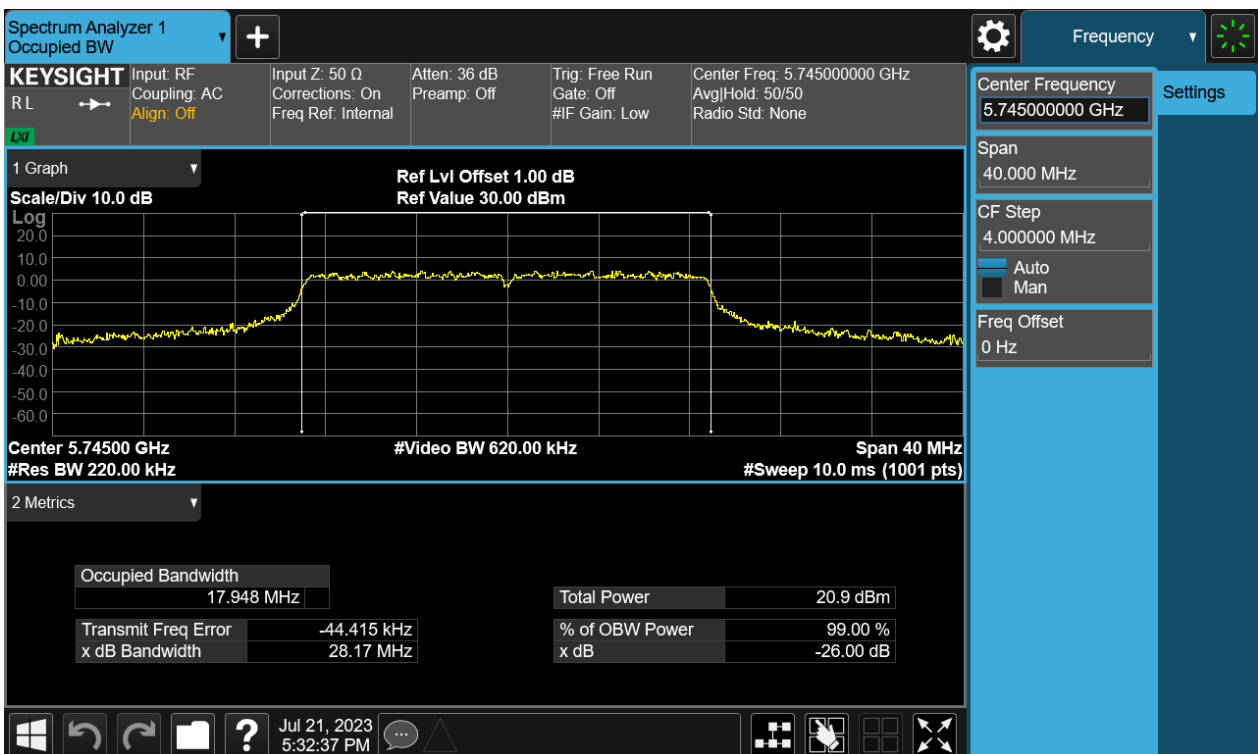 Spectrum Analyzer 1
Occupied BW
+
Frequency
KEYSIGHT
R L
LXI
Input: RF
Coupling: AC
Align: Off
Input Z: 50 Ω
Corrections: On
Freq Ref: Internal
Atten: 36 dB
Preamp: Off
Trig: Free Run
Gate: Off
#IF Gain: Low
Center Freq: 5.745000000 GHz
Avg|Hold: 50/50
Radio Std: None
Center Frequency
5.745000000 GHz
Settings
Span
40.000 MHz
CF Step
4.000000 MHz
Auto
Man
Freq Offset
0 Hz
1 Graph
Ref Lvl Offset 1.00 dB
Scale/Div 10.0 dB
Ref Value 30.00 dBm
Log
20.0
10.0
0.00
-10.0
-20.0
-30.0
-40.0
-50.0
-60.0
Center 5.74500 GHz
#Video BW 620.00 kHz
Span 40 MHz
#Res BW 220.00 kHz
#Sweep 10.0 ms (1001 pts)
2 Metrics
Occupied Bandwidth
17.948 MHz
Total Power 20.9 dBm
Transmit Freq Error -44.415 kHz
% of OBW Power 99.00 %
x dB Bandwidth 28.17 MHz
x dB -26.00 dB
?
Jul 21, 2023
5:32:37 PM